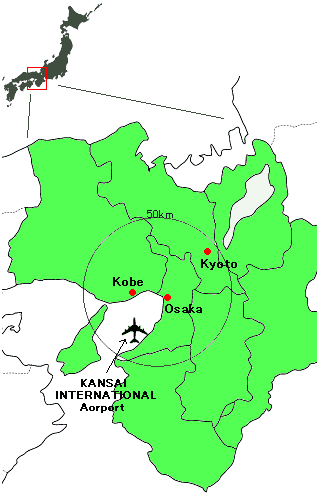 50km
Kyoto
Kobe
Osaka
KANSAI
INTERNATIONAL
Aorport